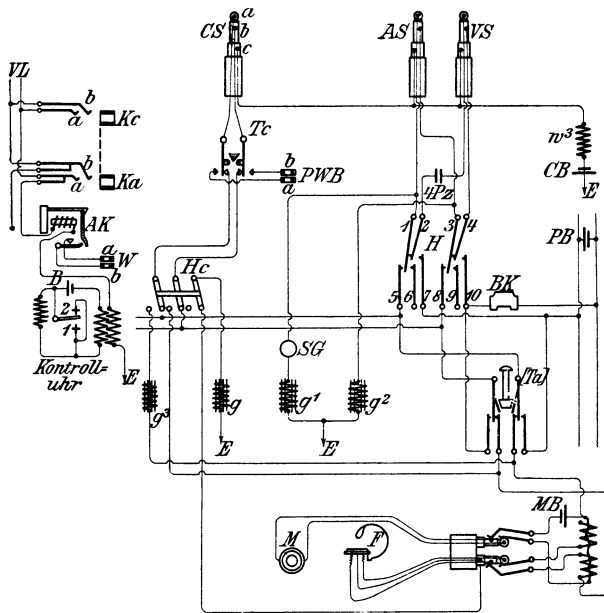 CS
a
b
c
AS
VS
VL
b
a
Kc
b
a
Ka
Tc
b
a
PWB
w³
CB
E
4Pz
PB
AK
a
W
b
1 2 3 4
H
B
Hc
5 6 7 8 9 10
BK
2
1
Kontroll=
uhr
E
SG
[Ta]
g³
g
g¹
g²
E
E
MB
M
F